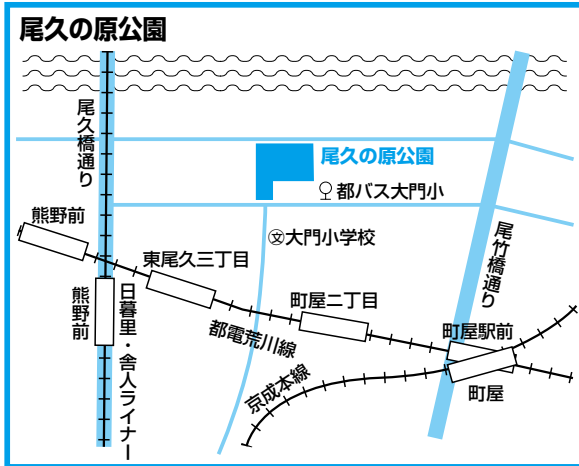 尾久の原公園
尾久橋通り
尾久の原公園
都バス大門小
文大門小学校
熊野前
東尾久三丁目
尾竹橋通り
熊野前
日暮里・舎人ライナー
町屋二丁目
都電荒川線
町屋駅前
京成本線
町屋